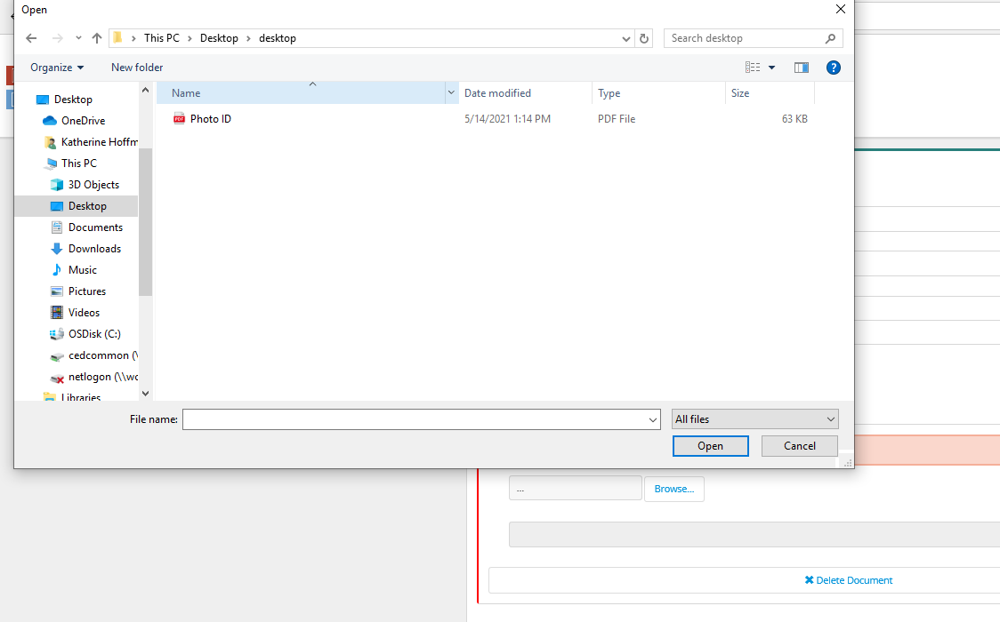 Open
This PC > Desktop > desktop
Search desktop
Organize
New folder
?
Name
Date modified
Type
Size
PDF
Photo ID
5/14/2021 1:14 PM
PDF File
63 KB
Desktop
OneDrive
Katherine Hoffm
This PC
3D Objects
Desktop
Documents
Downloads
Music
Pictures
Videos
OSDisk (C:)
cedcommon (\
netlogon (\\wc
Libraries
File name:
All files
Open
Cancel
...
Browse...
Delete Document